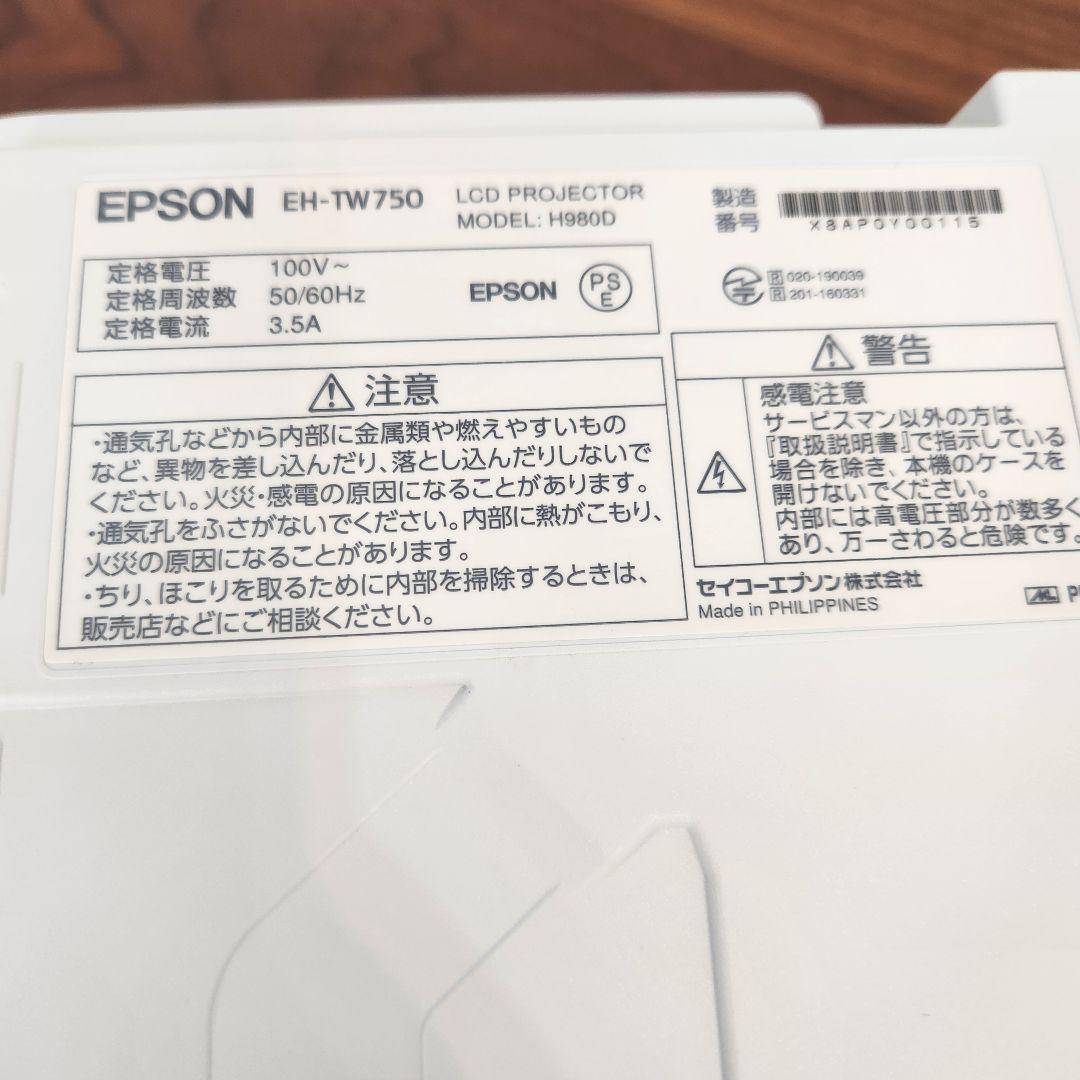 EPSON EH-TW750 LCD PROJECTOR
MODEL: H980D
製造
番号
X8AP0Y00115
定格電圧 100V～
定格周波数 50/60Hz
定格電流 3.5A
EPSON
PS
E
R 020-190039
R 201-160331
注意
・通気孔などから内部に金属類や燃えやすいもの
など、異物を差し込んだり、落とし込んだりしないで
ください。火災・感電の原因になることがあります。
・通気孔をふさがないでください。内部に熱がこもり、
火災の原因になることがあります。
・ちり、ほこりを取るために内部を掃除するときは、
販売店などにご相談ください。
警告
感電注意
サービスマン以外の方は、
『取扱説明書』で指示している
場合を除き、本機のケースを
開けないでください。
内部には高電圧部分が数多く
あり、万一さわると危険です。
セイコーエプソン株式会社
Made in PHILIPPINES